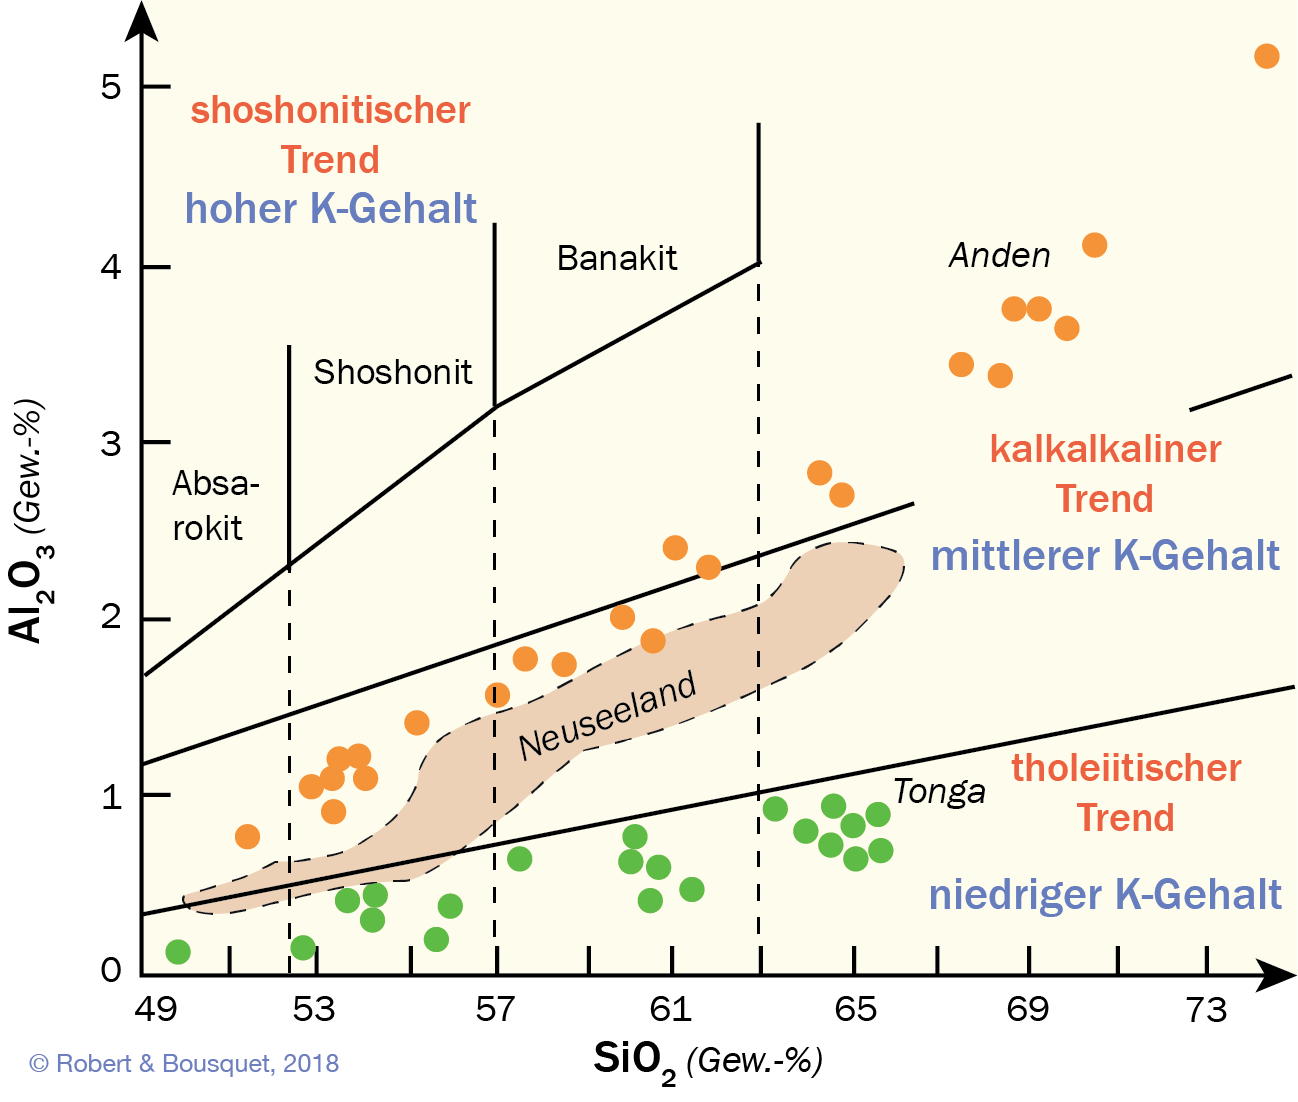 5
shoshonitischer
Trend
hoher K-Gehalt
4
Banakit
Anden
Shoshonit
3
kalkalkaliner
Trend
mittlerer K-Gehalt
Absa-
rokit
Al2O3 (Gew.-%)
2
Neuseeland
1
Tonga
tholeiitischer
Trend
niedriger K-Gehalt
0
49 53 57 61 65 69 73
SiO2 (Gew.-%)
© Robert & Bousquet, 2018